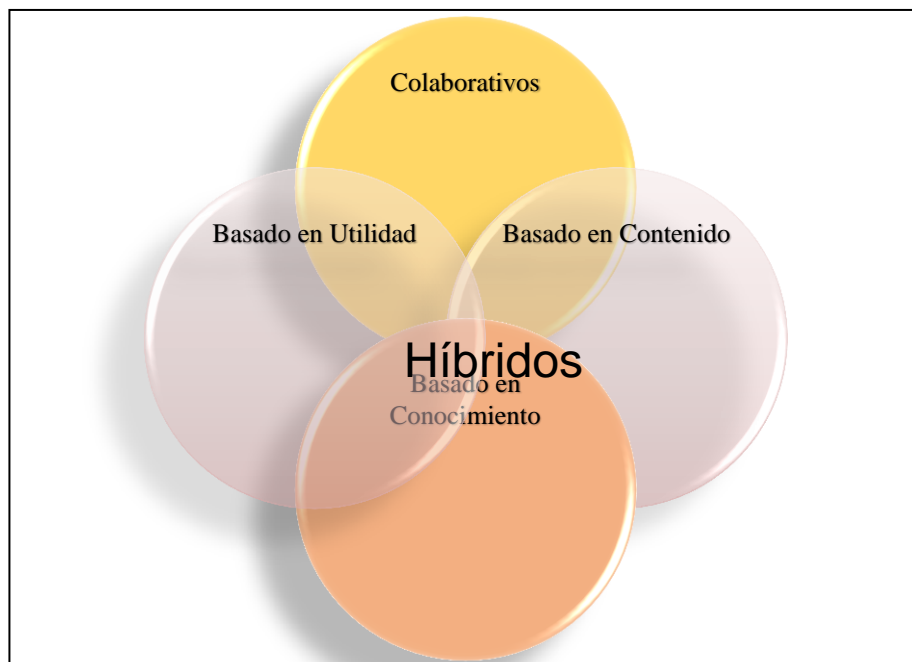 Colaborativos
Basado en Utilidad
Basado en Contenido
Híbridos
Basado en
Conocimiento